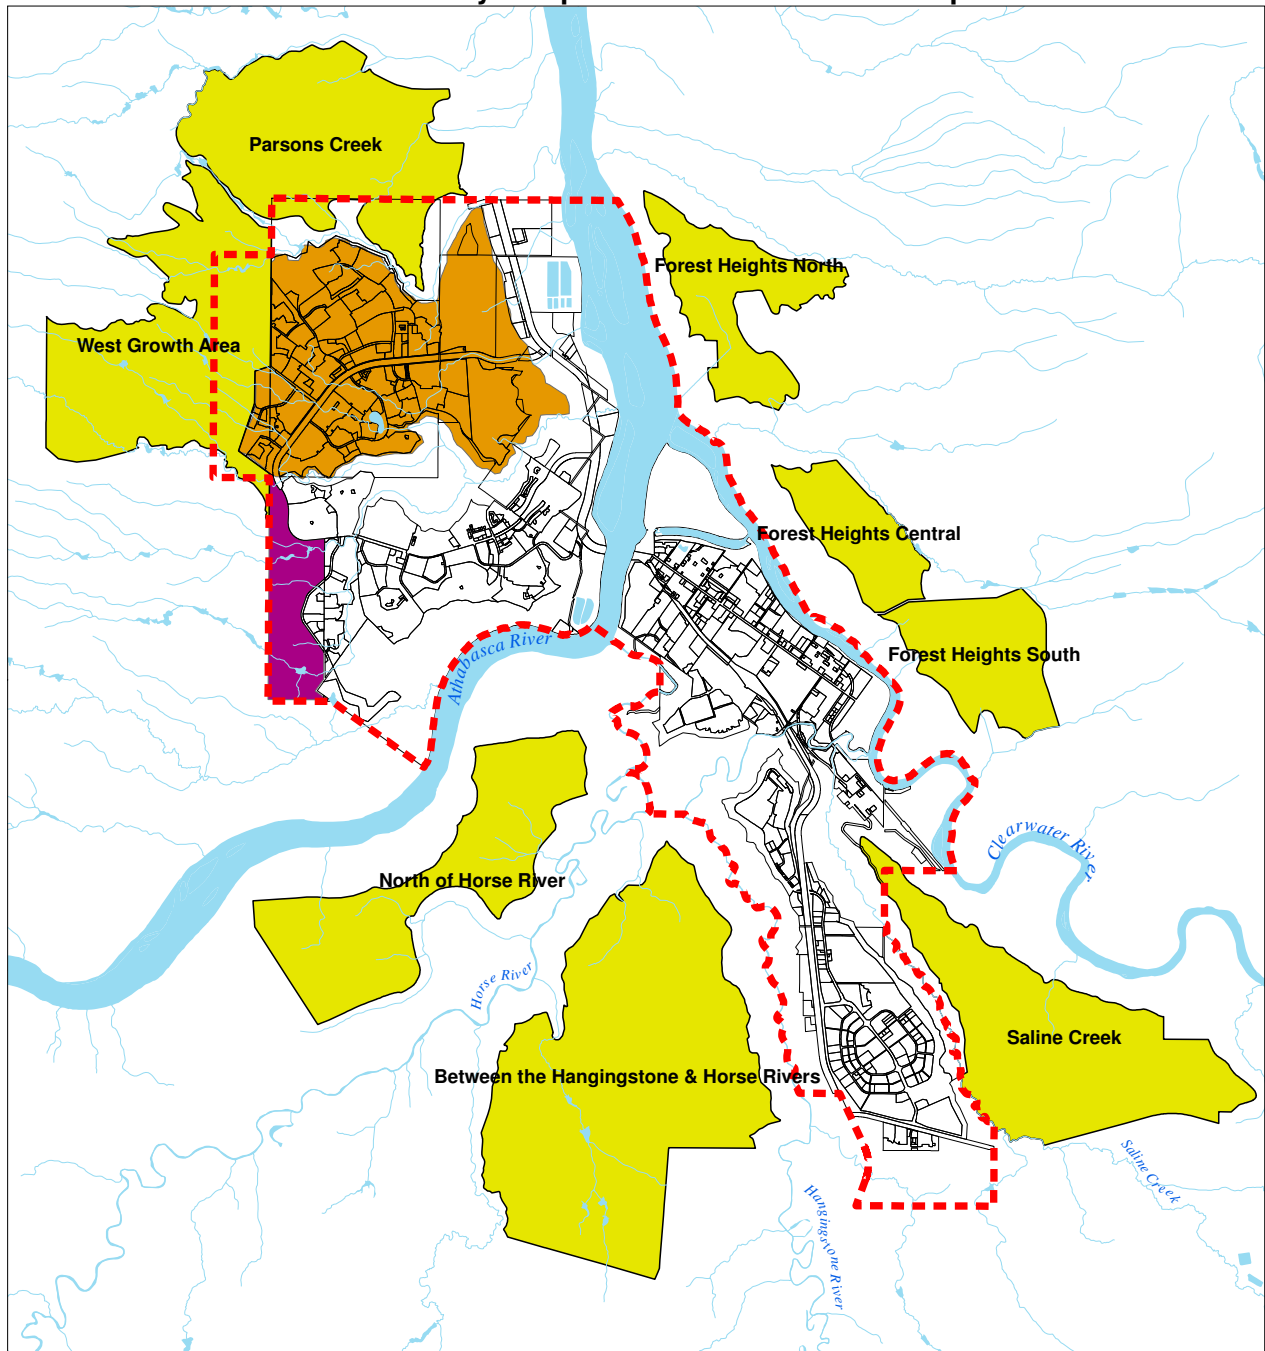 Parsons Creek
Forest Heights North
West Growth Area
Forest Heights Central
Athabasca River
Forest Heights South
Clearwater River
North of Horse River
Horse River
Saline Creek
Between the Hangingstone & Horse Rivers
Saline Creek
Hangingstone River